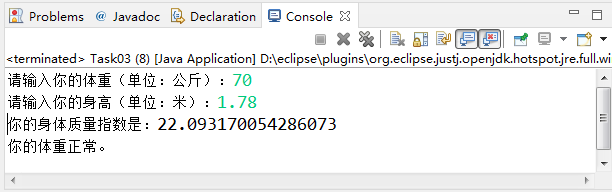 Problems @ Javadoc Declaration Console
<terminated> Task03 (8) [Java Application] D:\eclipse\plugins\org.eclipse.justj.openjdk.hotspot.jre.full.wi
请输入你的体重（单位：公斤）：70
请输入你的身高（单位：米）：1.78
你的身体质量指数是：22.093170054286073
你的体重正常。